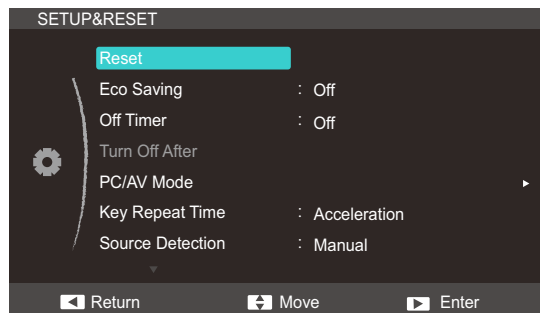 SETUP&RESET
Reset
Eco Saving : Off
Off Timer : Off
Turn Off After
PC/AV Mode
Key Repeat Time : Acceleration
Source Detection : Manual
Return Move Enter